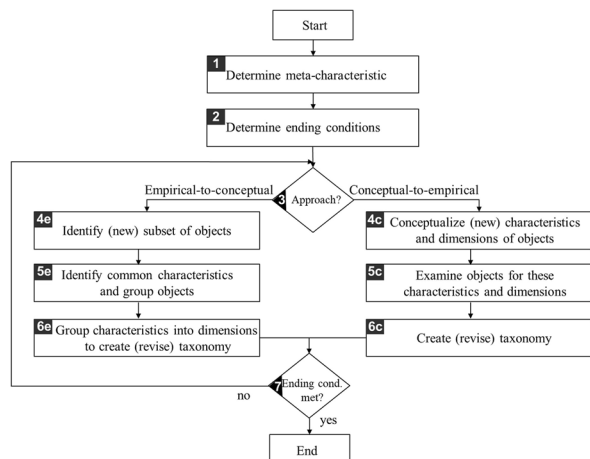 Start
1
Determine meta-characteristic
2
Determine ending conditions
Empirical-to-conceptual
3
Approach?
Conceptual-to-empirical
4e
Identify (new) subset of objects
4c
Conceptualize (new) characteristics
and dimensions of objects
5e
Identify common characteristics
and group objects
5c
Examine objects for these
characteristics and dimensions
6e
Group characteristics into dimensions
to create (revise) taxonomy
6c
Create (revise) taxonomy
7
Ending cond.
met?
no
yes
End